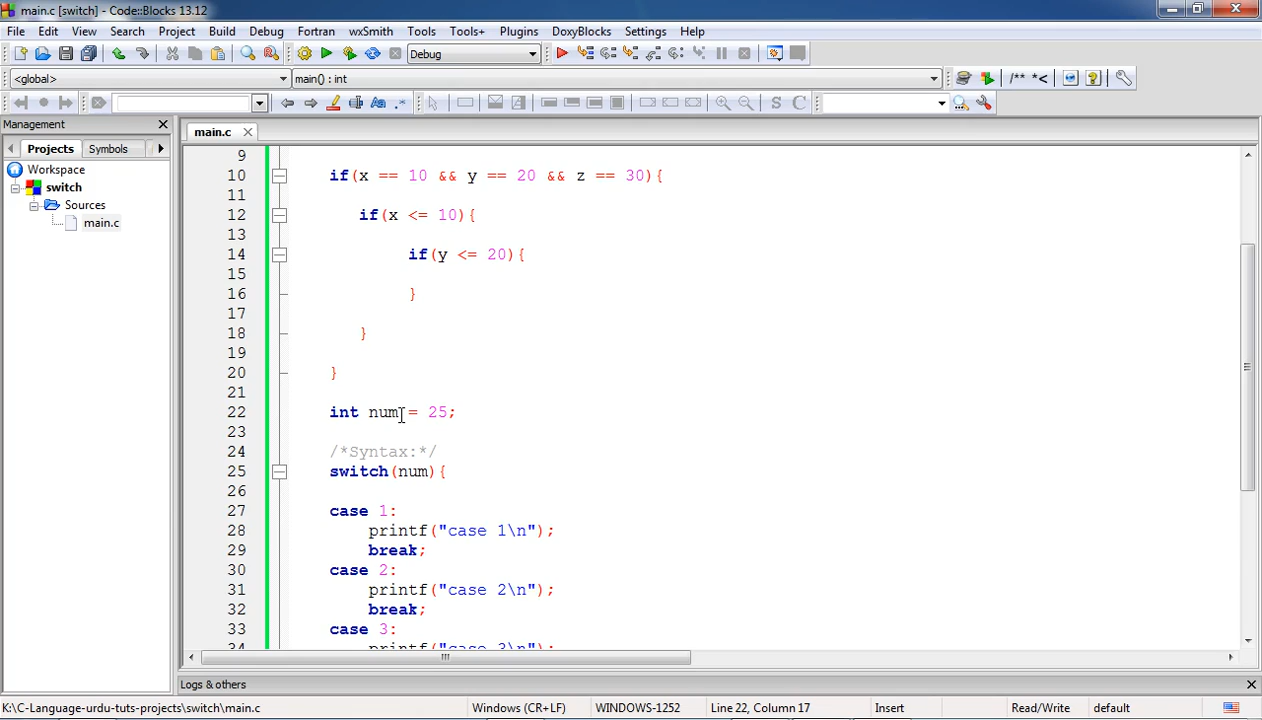 main.c [switch] - Code::Blocks 13.12
File Edit View Search Project Build Debug Fortran wxSmith Tools Tools+ Plugins DoxyBlocks Settings Help
Debug
<global> main() : int /** *<
Aa .* S C
Management
Projects Symbols
main.c
Workspace
switch
Sources
main.c
9
10 if(x == 10 && y == 20 && z == 30){
11
12 if(x <= 10){
13
14 if(y <= 20){
15
16 }
17
18 }
19
20 }
21
22 int num = 25;
23
24 /*Syntax:*/
25 switch(num){
26
27 case 1:
28 printf("case 1\n");
29 break;
30 case 2:
31 printf("case 2\n");
32 break;
33 case 3:
34 printf("case 3\n");
Logs & others
K:\C-Language-urdu-tuts-projects\switch\main.c Windows (CR+LF) WINDOWS-1252 Line 22, Column 17 Insert Read/Write default